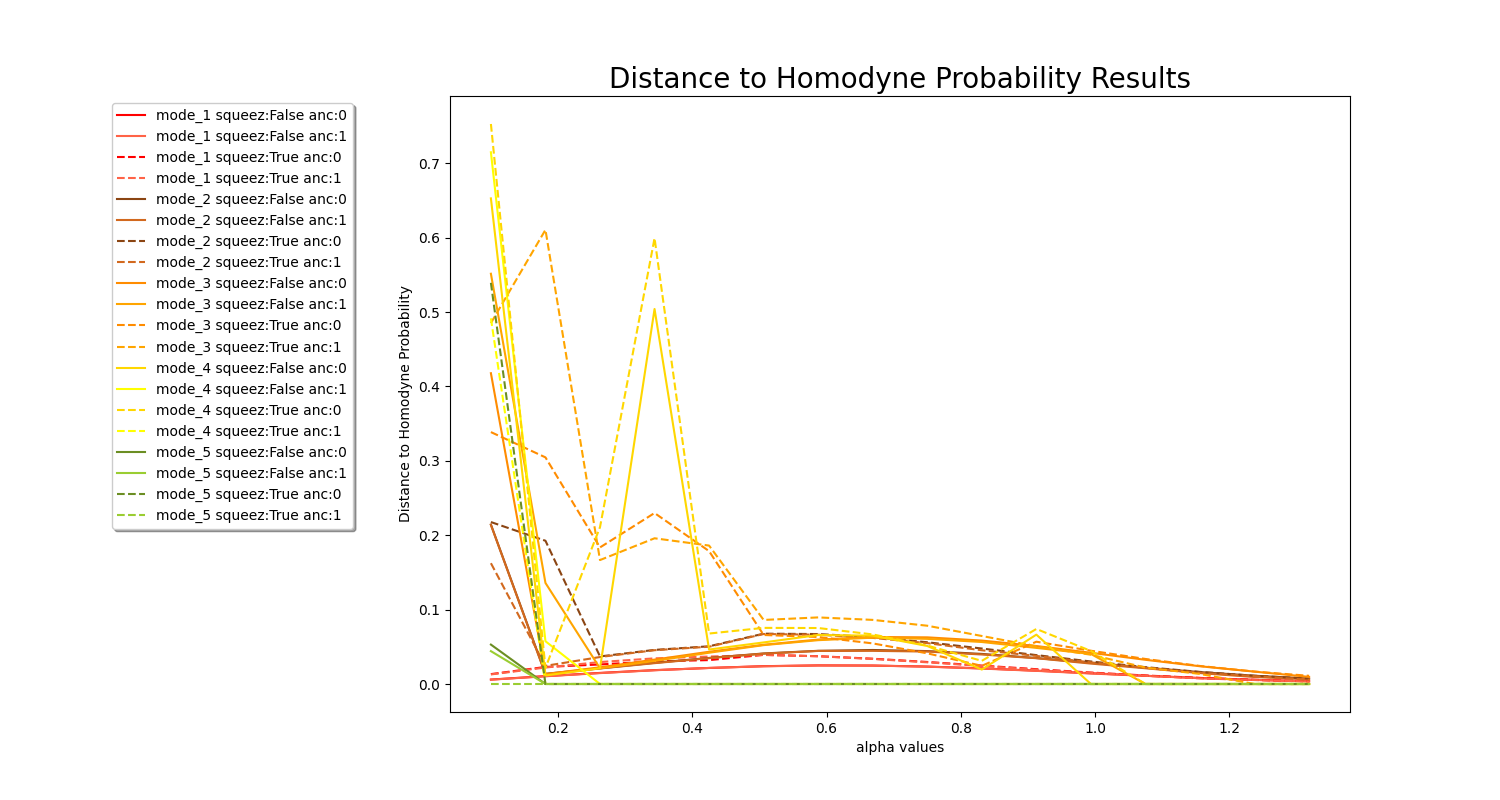 Distance to Homodyne Probability Results
mode_1 squeez:False anc:0
mode_1 squeez:False anc:1
mode_1 squeez:True anc:0
mode_1 squeez:True anc:1
mode_2 squeez:False anc:0
mode_2 squeez:False anc:1
mode_2 squeez:True anc:0
mode_2 squeez:True anc:1
mode_3 squeez:False anc:0
mode_3 squeez:False anc:1
mode_3 squeez:True anc:0
mode_3 squeez:True anc:1
mode_4 squeez:False anc:0
mode_4 squeez:False anc:1
mode_4 squeez:True anc:0
mode_4 squeez:True anc:1
mode_5 squeez:False anc:0
mode_5 squeez:False anc:1
mode_5 squeez:True anc:0
mode_5 squeez:True anc:1
Distance to Homodyne Probability
0.7
0.6
0.5
0.4
0.3
0.2
0.1
0.0
0.2 0.4 0.6 0.8 1.0 1.2
alpha values